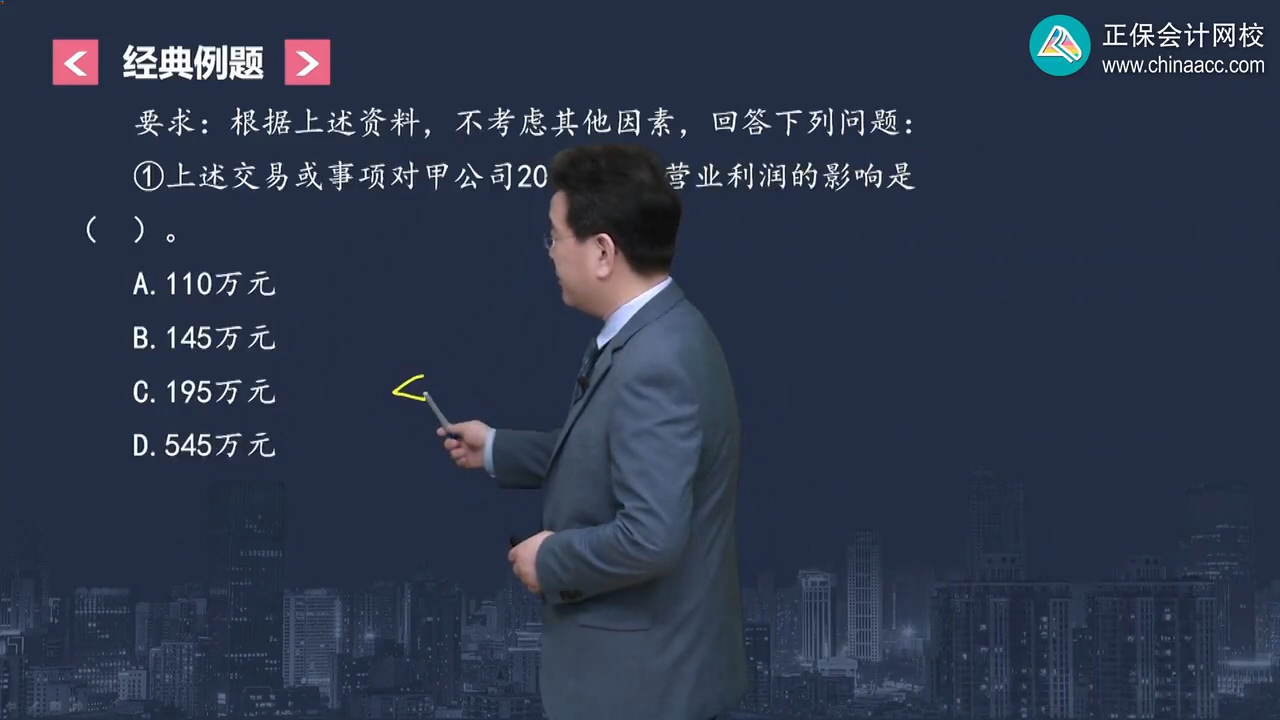 经典例题
正保会计网校
www.chinaacc.com
要求：根据上述资料，不考虑其他因素，回答下列问题：
①上述交易或事项对甲公司20 营业利润的影响是
（ ）。
A.110万元
B.145万元
C.195万元
D.545万元